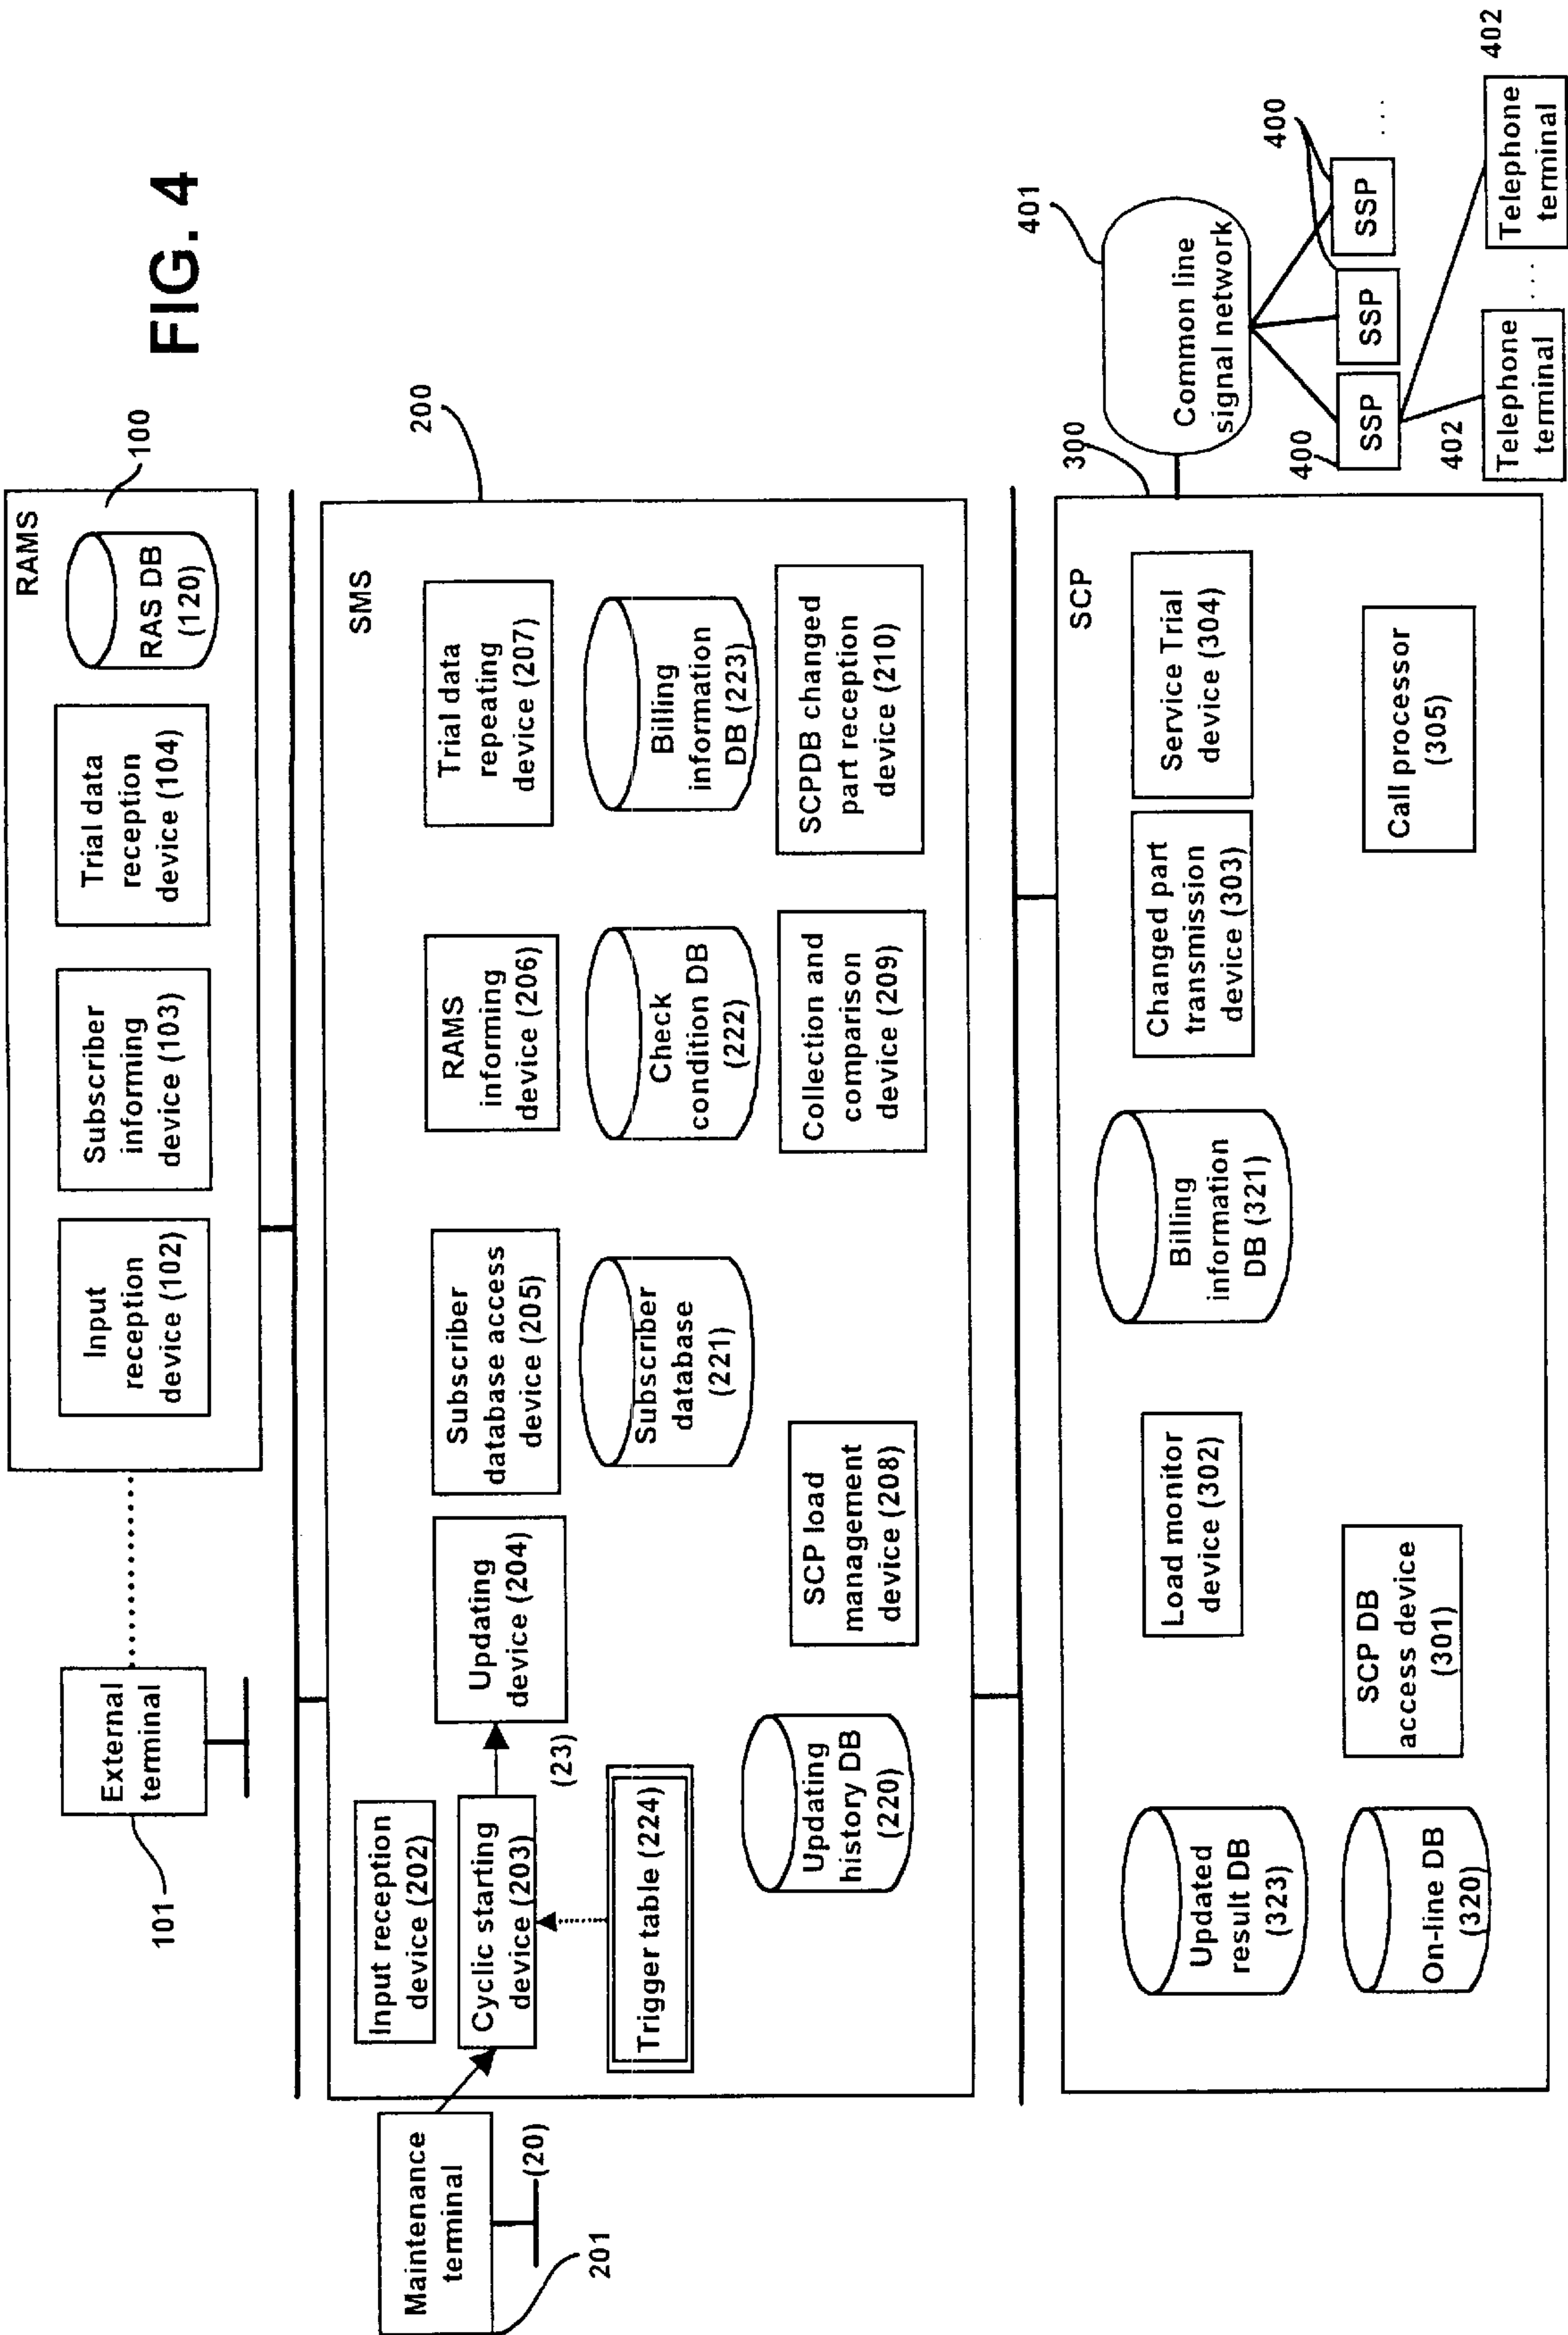 FIG. 4
RAMS
100
External
terminal
101
Input
reception
device (102)
Subscriber
informing
device (103)
Trial data
reception
device (104)
RAS DB
(120)
200
SMS
Maintenance
terminal
(20)
201
Input reception
device (202)
Cyclic starting
device (203)
(23)
Updating
device (204)
Subscriber
database access
device (205)
RAMS
informing
device (206)
Trial data
repeating
device (207)
Trigger table (224)
Subscriber
database
(221)
Check
condition DB
(222)
Billing
information
DB (223)
Updating
history DB
(220)
SCP load
management
device (208)
Collection and
comparison
device (209)
SCPDB changed
part reception
device (210)
300
SCP
Updated
result DB
(323)
Load monitor
device (302)
Billing
information
DB (321)
Changed part
transmission
device (303)
Service Trial
device (304)
On-line DB
(320)
SCP DB
access device
(301)
Call processor
(305)
401
Common line
signal network
400
400
SSP
SSP
SSP
...
402
402
Telephone
terminal
...
Telephone
terminal